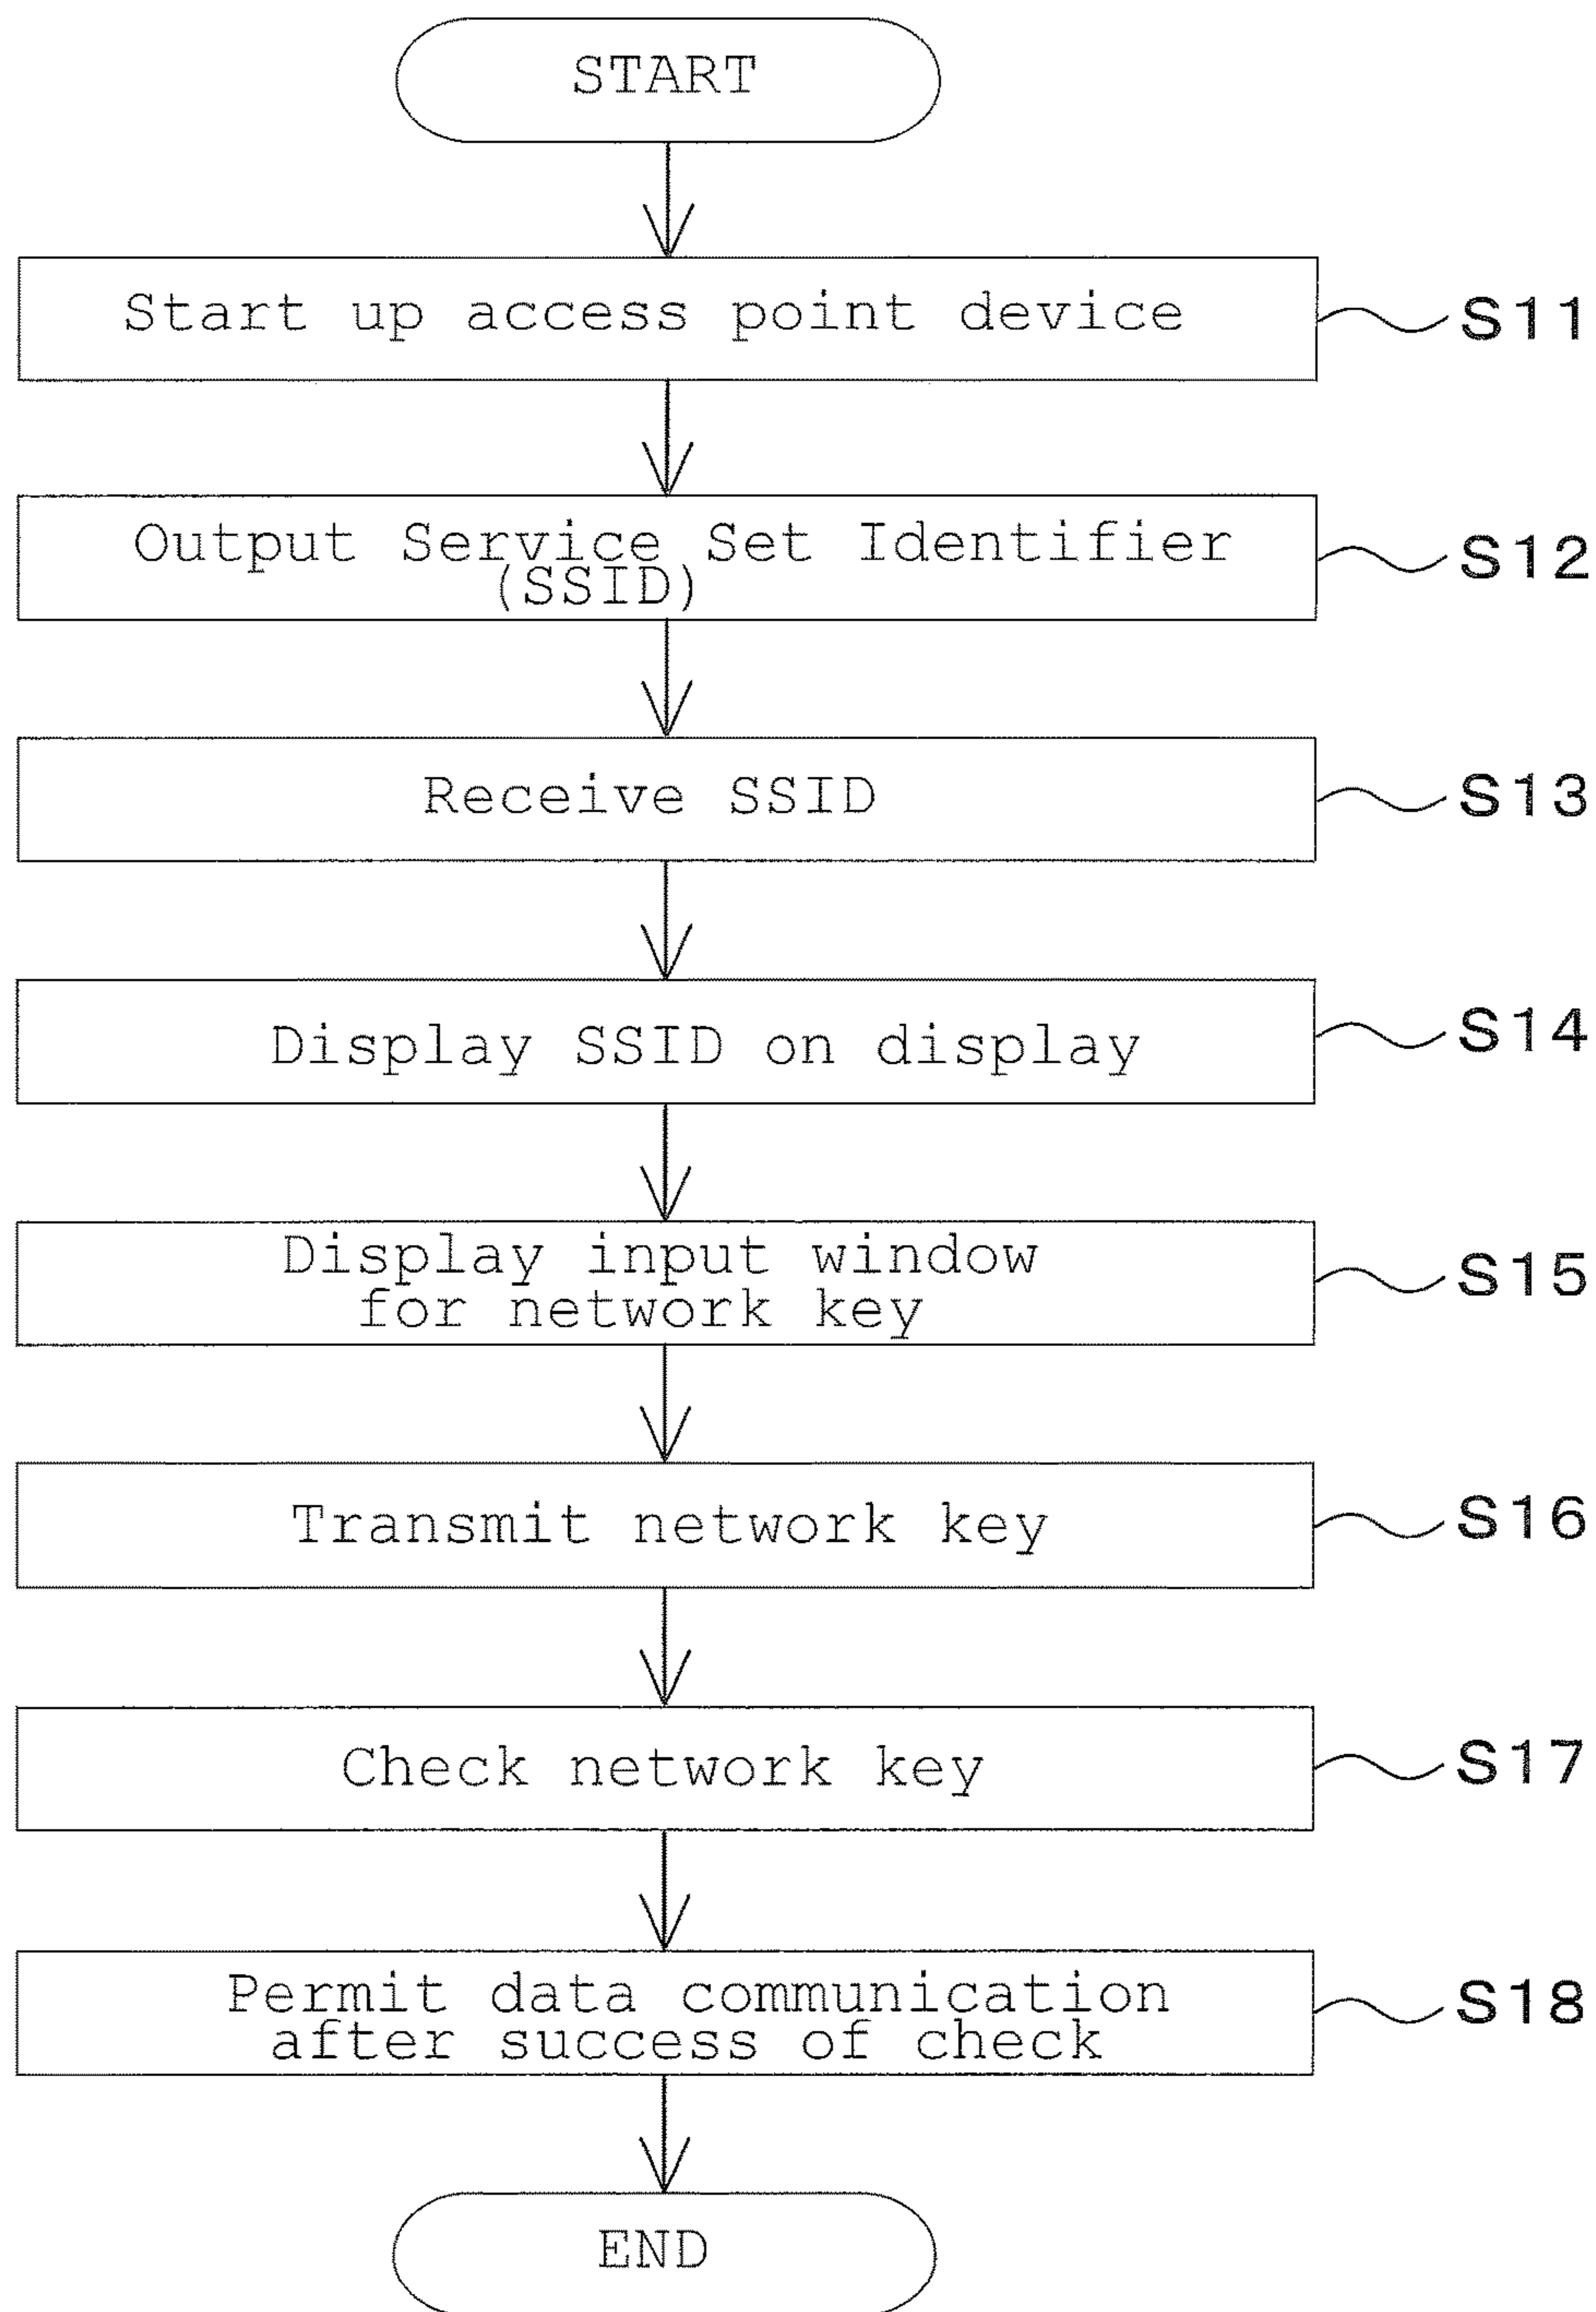 START
Start up access point device
S11
Output Service Set Identifier
(SSID)
S12
Receive SSID
S13
Display SSID on display
S14
Display input window
for network key
S15
Transmit network key
S16
Check network key
S17
Permit data communication
after success of check
S18
END